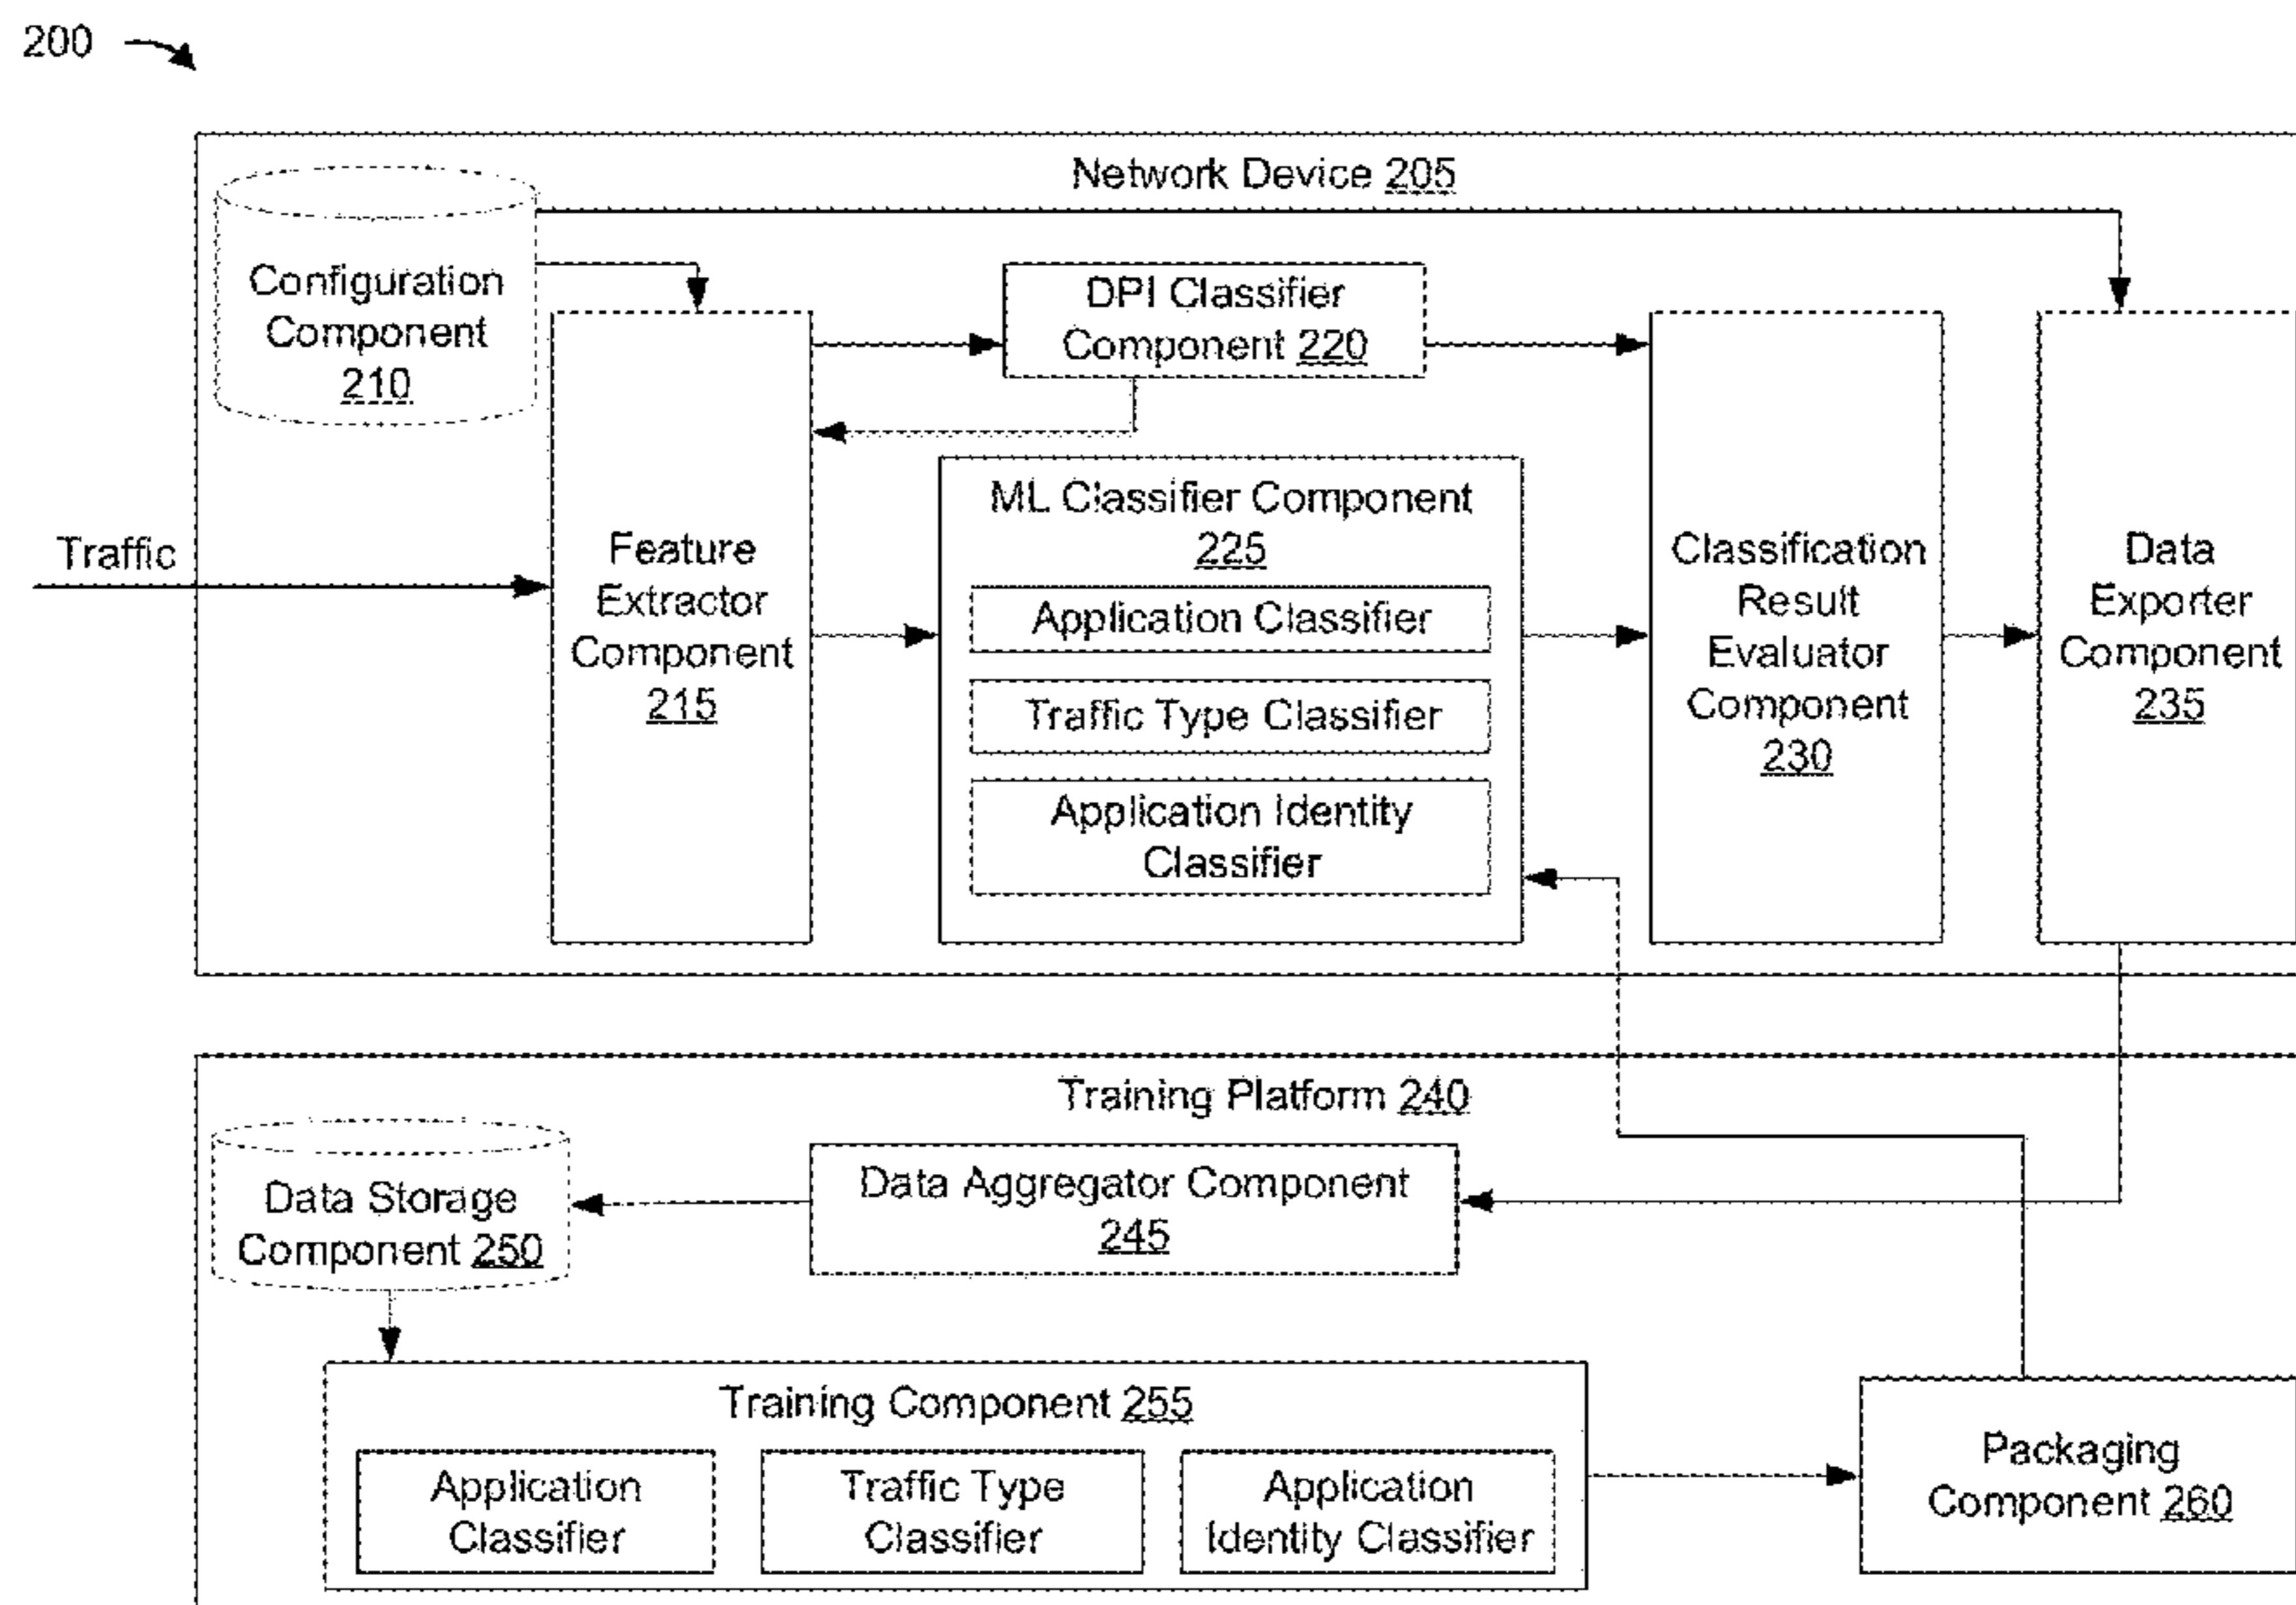 200
Network Device 205
Configuration
Component
210
DPI Classifier
Component 220
Traffic
Feature
Extractor
Component
215
ML Classifier Component
225
Application Classifier
Traffic Type Classifier
Application Identity
Classifier
Classification
Result
Evaluator
Component
230
Data
Exporter
Component
235
Training Platform 240
Data Storage
Component 250
Data Aggregator Component
245
Training Component 255
Application
Classifier
Traffic Type
Classifier
Application
Identity Classifier
Packaging
Component 260